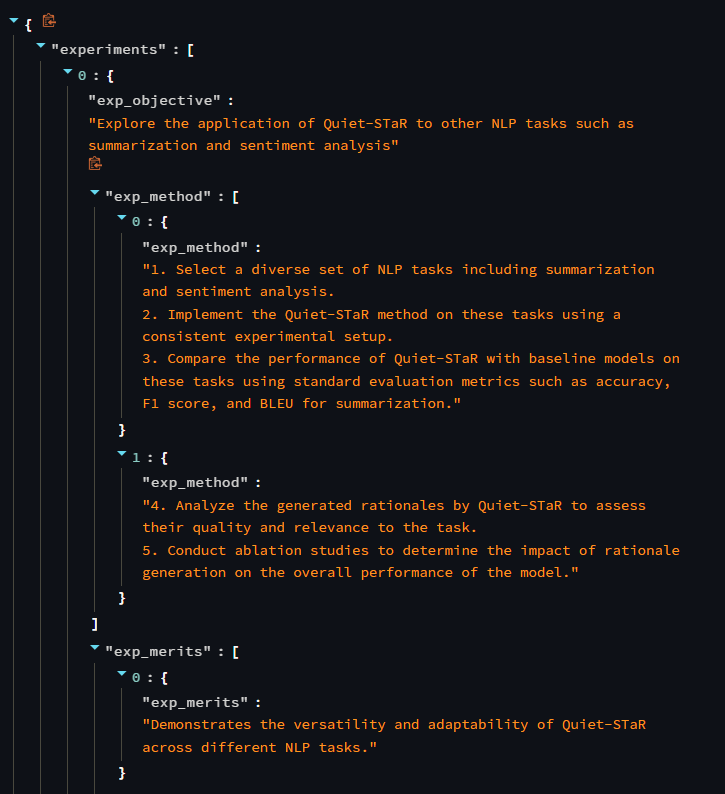 {
"experiments" : [
0 : {
"exp_objective" :
"Explore the application of Quiet-STaR to other NLP tasks such as
summarization and sentiment analysis"
"exp_method" : [
0 : {
"exp_method" :
"1. Select a diverse set of NLP tasks including summarization
and sentiment analysis.
2. Implement the Quiet-STaR method on these tasks using a
consistent experimental setup.
3. Compare the performance of Quiet-STaR with baseline models on
these tasks using standard evaluation metrics such as accuracy,
F1 score, and BLEU for summarization."
}
1 : {
"exp_method" :
"4. Analyze the generated rationales by Quiet-STaR to assess
their quality and relevance to the task.
5. Conduct ablation studies to determine the impact of rationale
generation on the overall performance of the model."
}
]
"exp_merits" : [
0 : {
"exp_merits" :
"Demonstrates the versatility and adaptability of Quiet-STaR
across different NLP tasks."
}